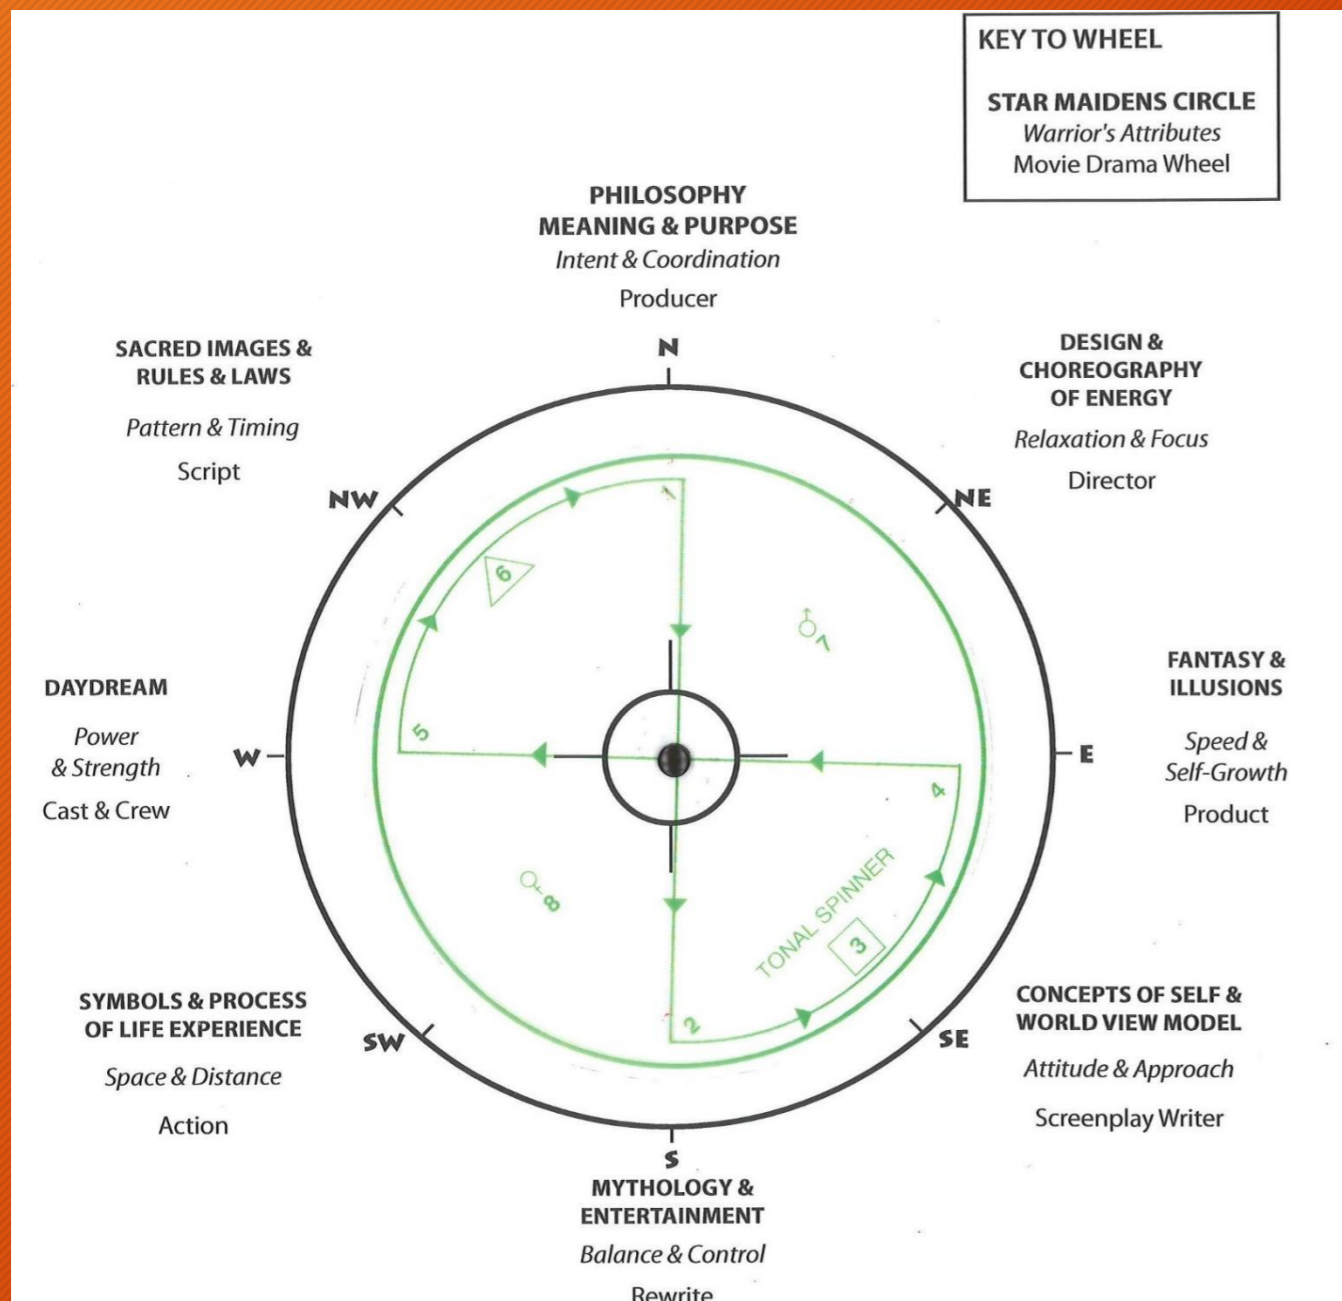 KEY TO WHEEL
STAR MAIDENS CIRCLE
Warrior's Attributes
Movie Drama Wheel
PHILOSOPHY
MEANING & PURPOSE
Intent & Coordination
Producer
SACRED IMAGES &
RULES & LAWS
Pattern & Timing
Script
DESIGN &
CHOREOGRAPHY
OF ENERGY
Relaxation & Focus
Director
N
NW
NE
1
6
7
DAYDREAM
Power
& Strength
Cast & Crew
W
5
FANTASY &
ILLUSIONS
Speed &
Self-Growth
Product
E
4
8
TONAL SPINNER
3
2
SYMBOLS & PROCESS
OF LIFE EXPERIENCE
Space & Distance
Action
SW
CONCEPTS OF SELF &
WORLD VIEW MODEL
Attitude & Approach
Screenplay Writer
SE
S
MYTHOLOGY &
ENTERTAINMENT
Balance & Control
Rewrite